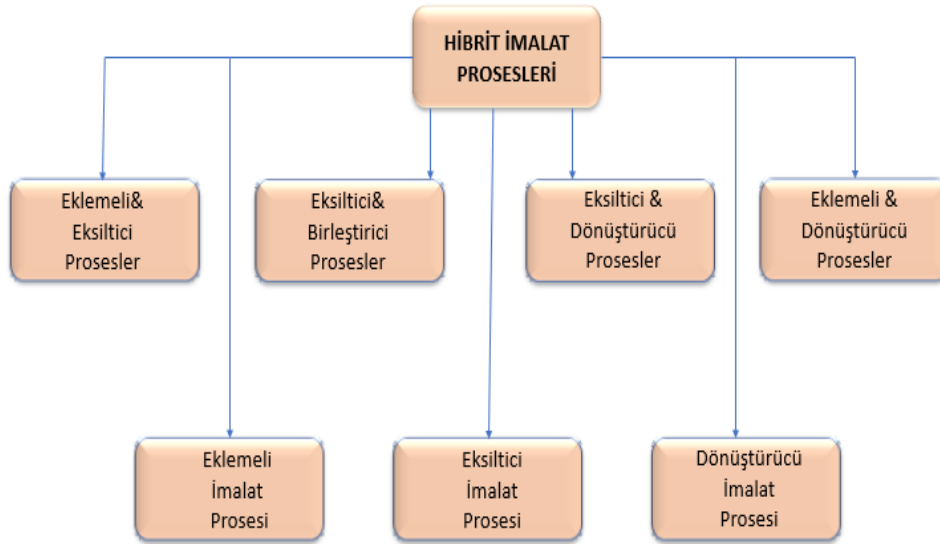 HİBRİT İMALAT
PROSESLERİ
Eklemeli&
Eksiltici
Prosesler
Eksiltici&
Birleştirici
Prosesler
Eksiltici &
Dönüştürücü
Prosesler
Eklemeli &
Dönüştürücü
Prosesler
Eklemeli
İmalat
Prosesi
Eksiltici
İmalat
Prosesi
Dönüştürücü
İmalat
Prosesi